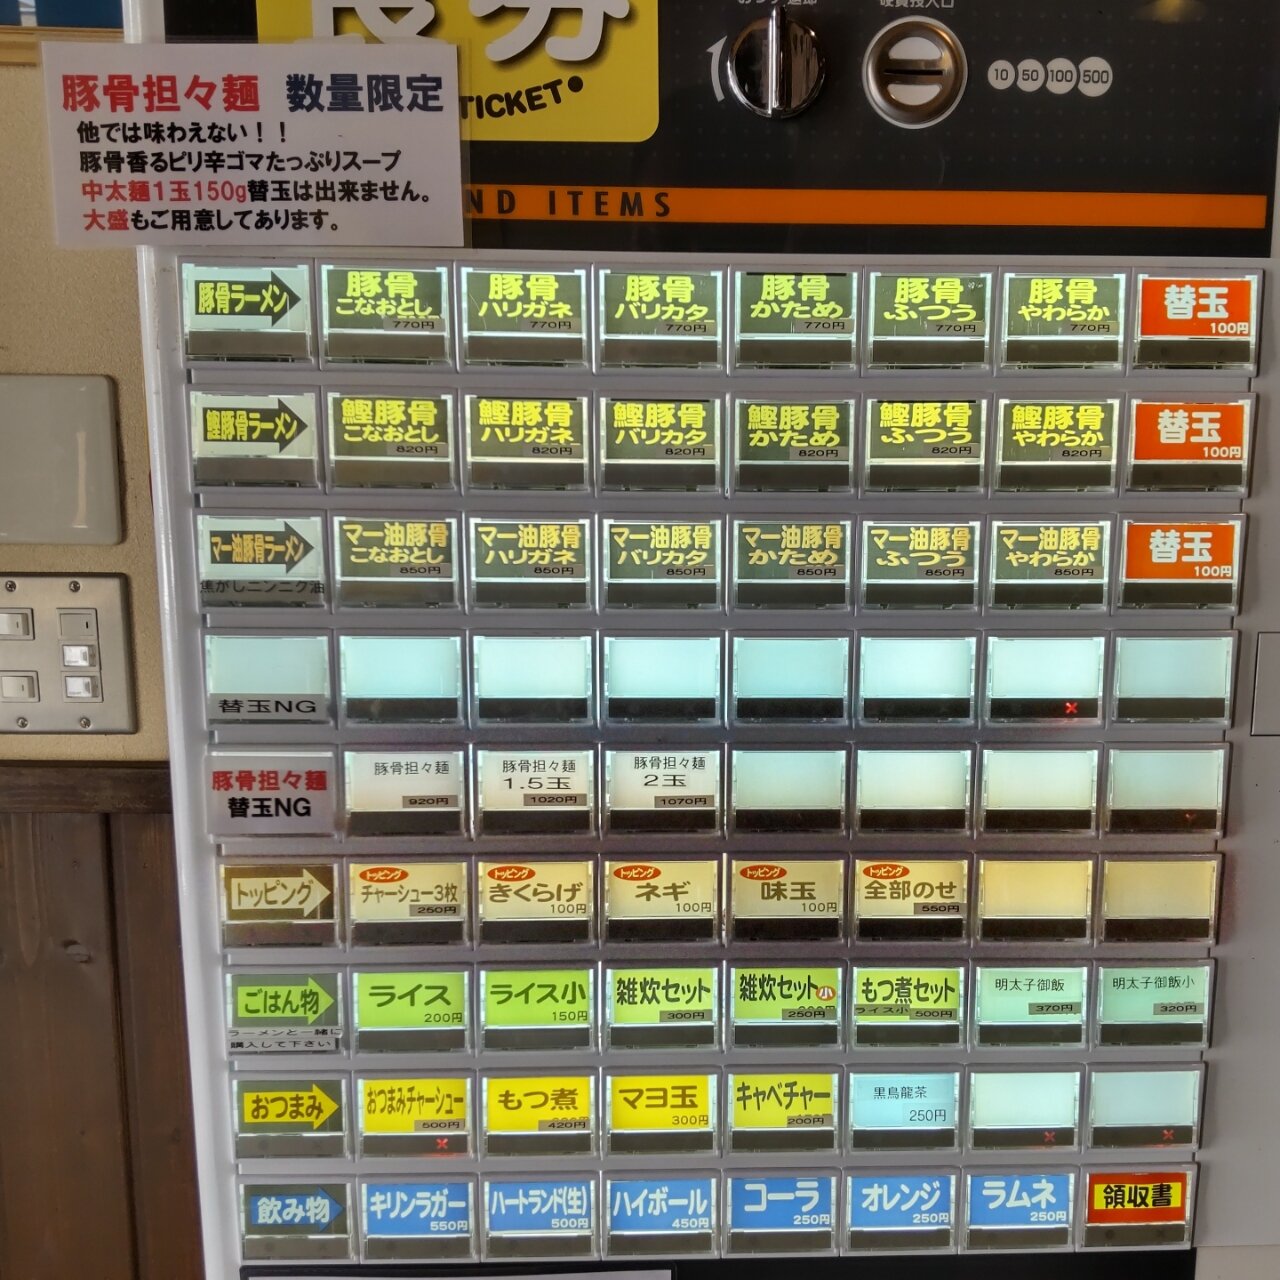 食券
TICKET
10 50 100 500
豚骨担々麺 数量限定
他では味わえない！！
豚骨香るピリ辛ゴマたっぷりスープ
中太麺1玉150g替玉は出来ません。
大盛もご用意してあります。
ND ITEMS
豚骨ラーメン
豚骨
こなおとし
770円
豚骨
ハリガネ
770円
豚骨
バリカタ
770円
豚骨
かため
770円
豚骨
ふつう
770円
豚骨
やわらか
770円
替玉
100円
鰹豚骨ラーメン
鰹豚骨
こなおとし
820円
鰹豚骨
ハリガネ
820円
鰹豚骨
バリカタ
820円
鰹豚骨
かため
820円
鰹豚骨
ふつう
820円
鰹豚骨
やわらか
820円
替玉
100円
マー油豚骨ラーメン
焦がしニンニク油
マー油豚骨
こなおとし
850円
マー油豚骨
ハリガネ
850円
マー油豚骨
バリカタ
850円
マー油豚骨
かため
850円
マー油豚骨
ふつう
850円
マー油豚骨
やわらか
850円
替玉
100円
替玉NG
×
豚骨担々麺
替玉NG
豚骨担々麺
920円
豚骨担々麺
1.5玉
1020円
豚骨担々麺
2玉
1070円
トッピング
トッピング
チャーシュー3枚
250円
トッピング
きくらげ
100円
トッピング
ネギ
100円
トッピング
味玉
100円
トッピング
全部のせ
550円
ごはん物
ラーメンと一緒に
購入して下さい
ライス
200円
ライス小
150円
雑炊セット
300円
雑炊セット小
250円
もつ煮セット
ライス小
500円
明太子御飯
370円
明太子御飯小
320円
おつまみ
おつまみチャーシュー
500円
×
もつ煮
420円
マヨ玉
300円
キャベチャー
200円
黒烏龍茶
250円
×
×
飲み物
キリンラガー
550円
ハートランド(生)
500円
ハイボール
450円
コーラ
250円
オレンジ
250円
ラムネ
250円
領収書